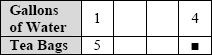 Gallons
of Water 1 4
Tea Bags 5 ■